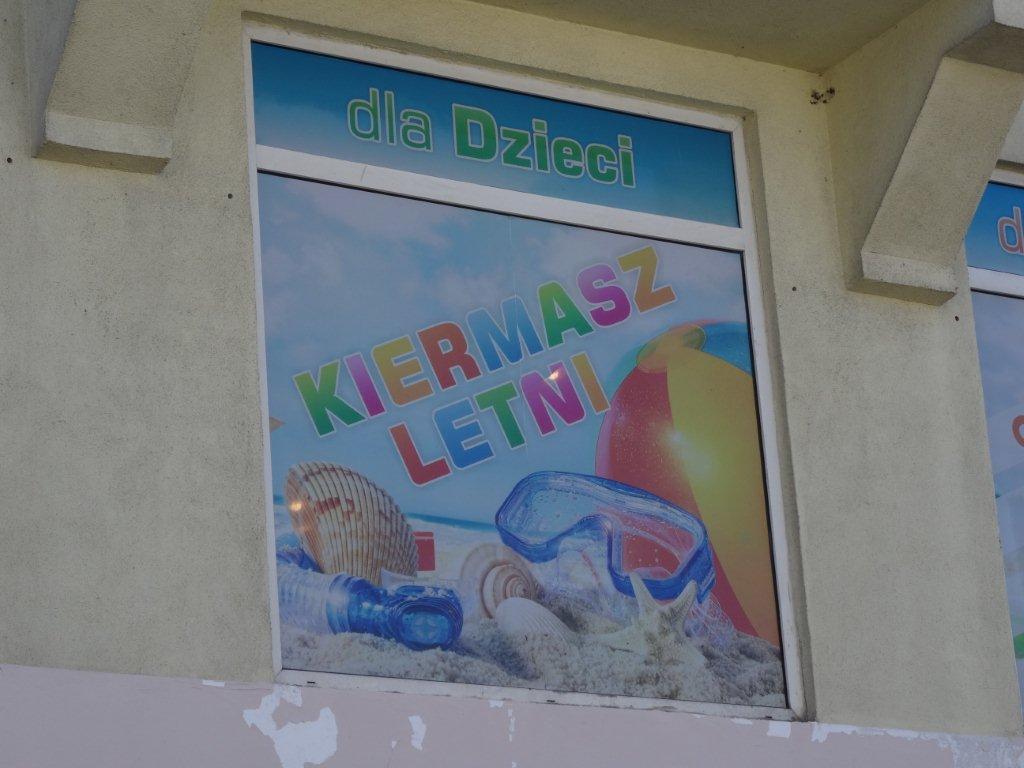 dla Dzieci
KIERMASZ
LETNI